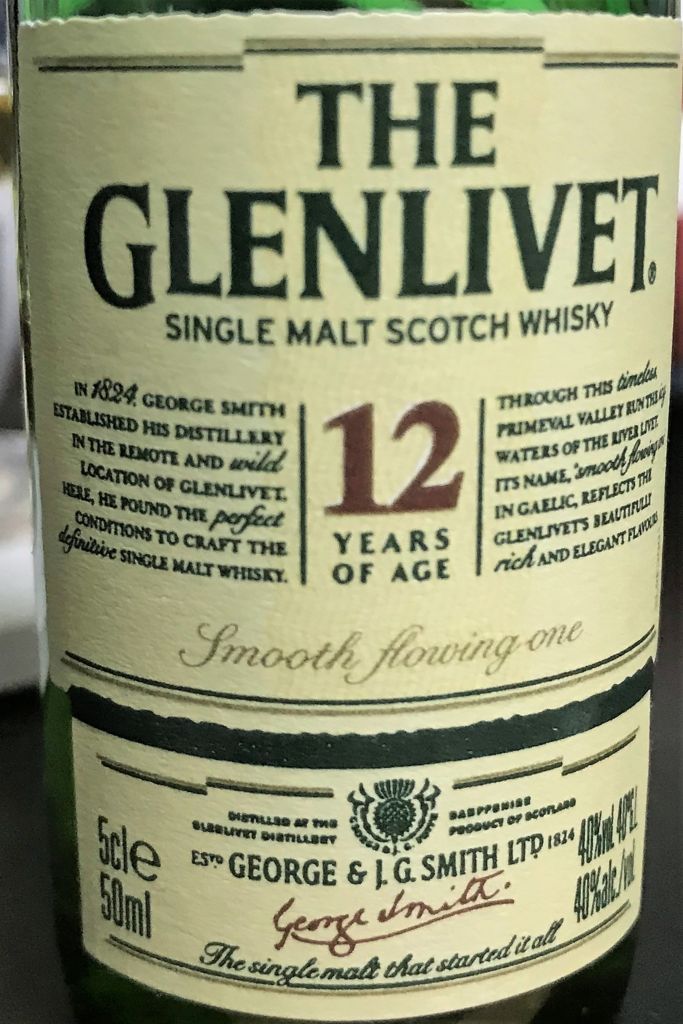 THE
GLENLIVET®
SINGLE MALT SCOTCH WHISKY
IN 1824, GEORGE SMITH
ESTABLISHED HIS DISTILLERY
IN THE REMOTE AND wild
LOCATION OF GLENLIVET.
HERE, HE FOUND THE perfect
CONDITIONS TO CRAFT THE
definitive SINGLE MALT WHISKY.
12
YEARS
OF AGE
THROUGH THIS timeless,
PRIMEVAL VALLEY RUN THE icy
WATERS OF THE RIVER LIVET.
ITS NAME, 'smooth flowing one'
IN GAELIC, REFLECTS THE
GLENLIVET'S BEAUTIFULLY
rich AND ELEGANT FLAVOURS
Smooth flowing one
DISTILLED AT THE
GLENLIVET DISTILLERY
BANFFSHIRE
PRODUCT OF SCOTLAND
ESTD GEORGE & J. G. SMITH LTD 1824
5cl e
50ml
40%vol 40°G.L.
40%alc./vol
George Smith.
The single malt that started it all